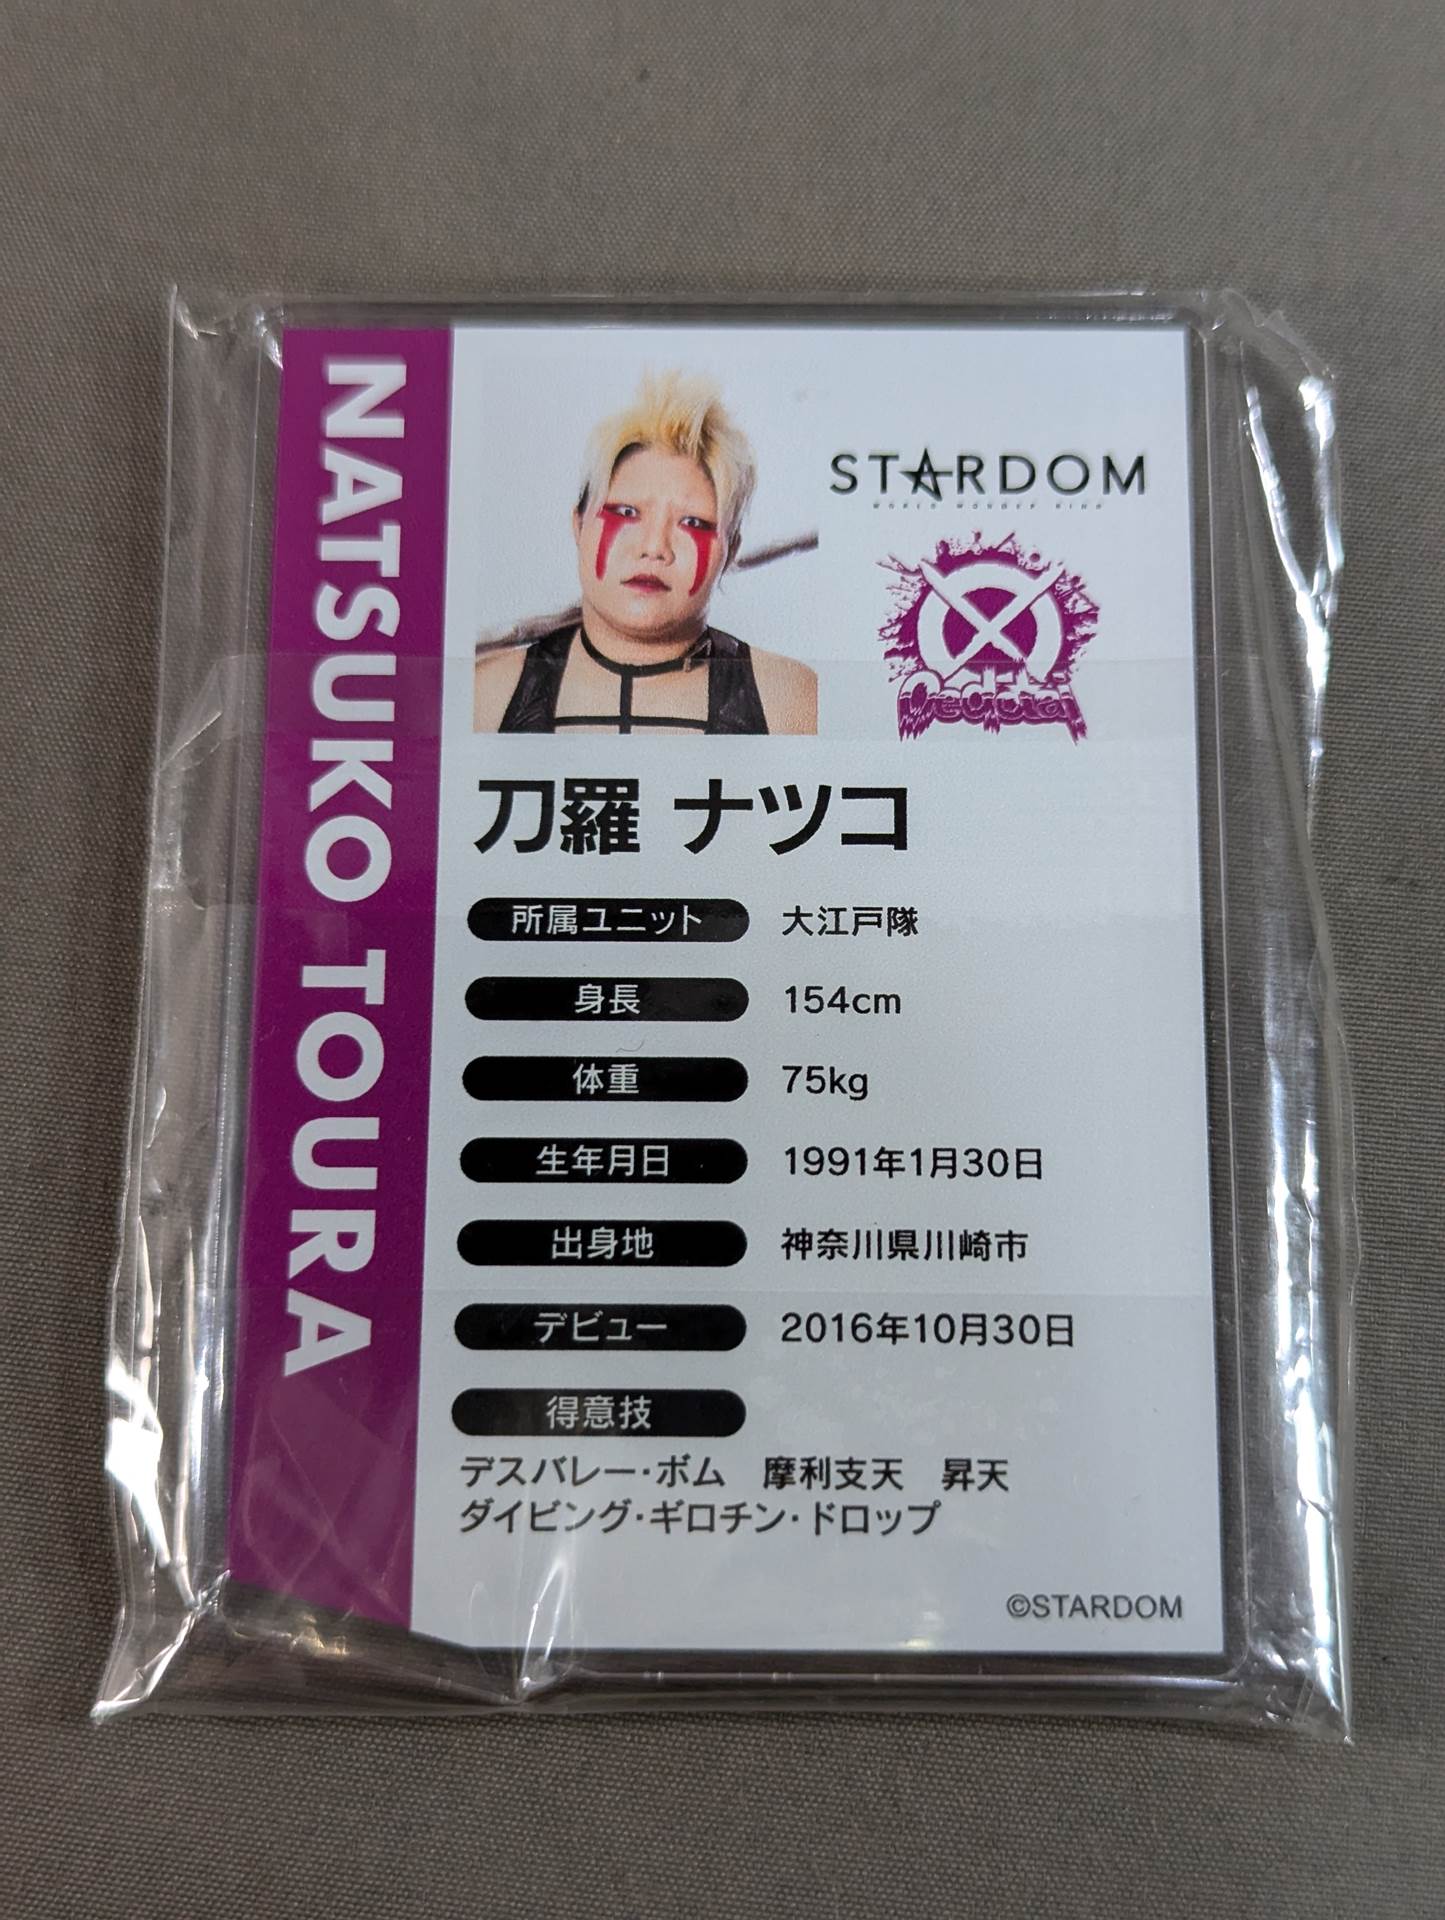 NATSUKO TOURA
STARDOM
WORLD WONDER RING
Oedotai
刀羅 ナツコ
所属ユニット 大江戸隊
身長 154cm
体重 75kg
生年月日 1991年1月30日
出身地 神奈川県川崎市
デビュー 2016年10月30日
得意技
デスバレー・ボム 摩利支天 昇天
ダイビング・ギロチン・ドロップ
©STARDOM